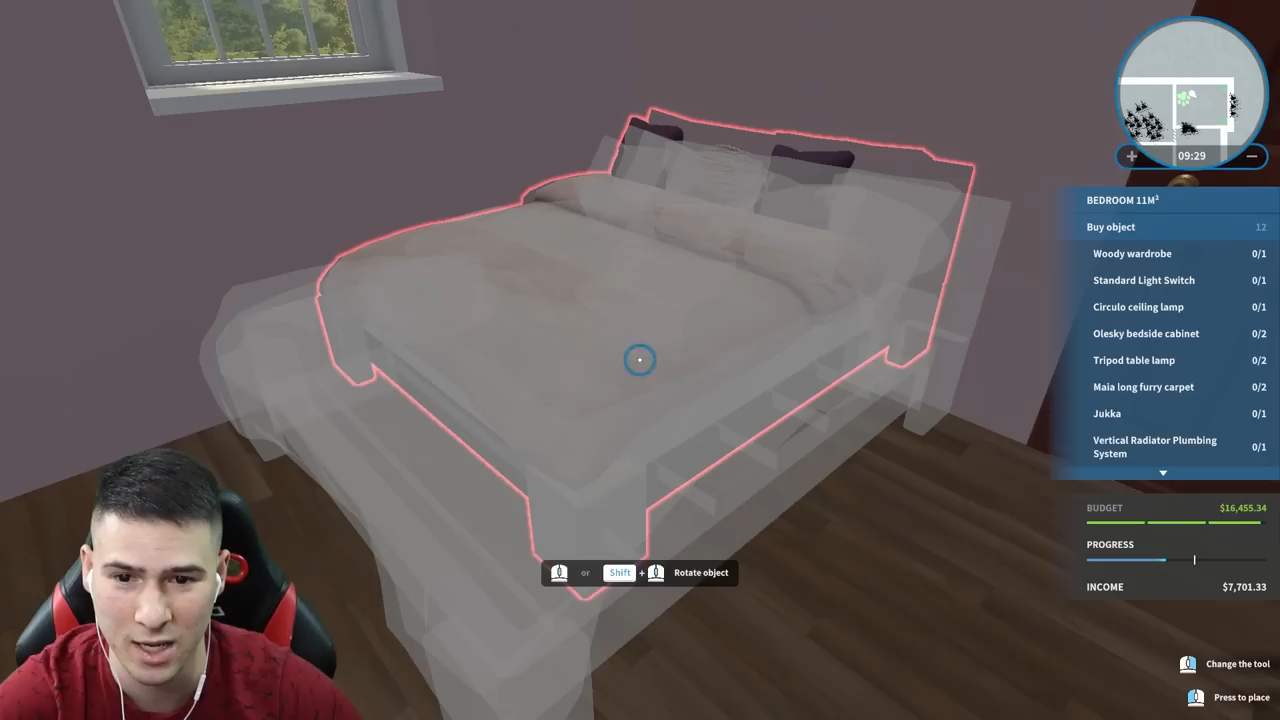 09:29
BEDROOM 11M²
Buy object 12
Woody wardrobe 0/1
Standard Light Switch 0/1
Circulo ceiling lamp 0/1
Olesky bedside cabinet 0/2
Tripod table lamp 0/2
Maia long furry carpet 0/2
Jukka 0/1
Vertical Radiator Plumbing
System 0/1
BUDGET $16,455.34
PROGRESS
INCOME $7,701.33
or Shift + Rotate object
Change the tool
Press to place